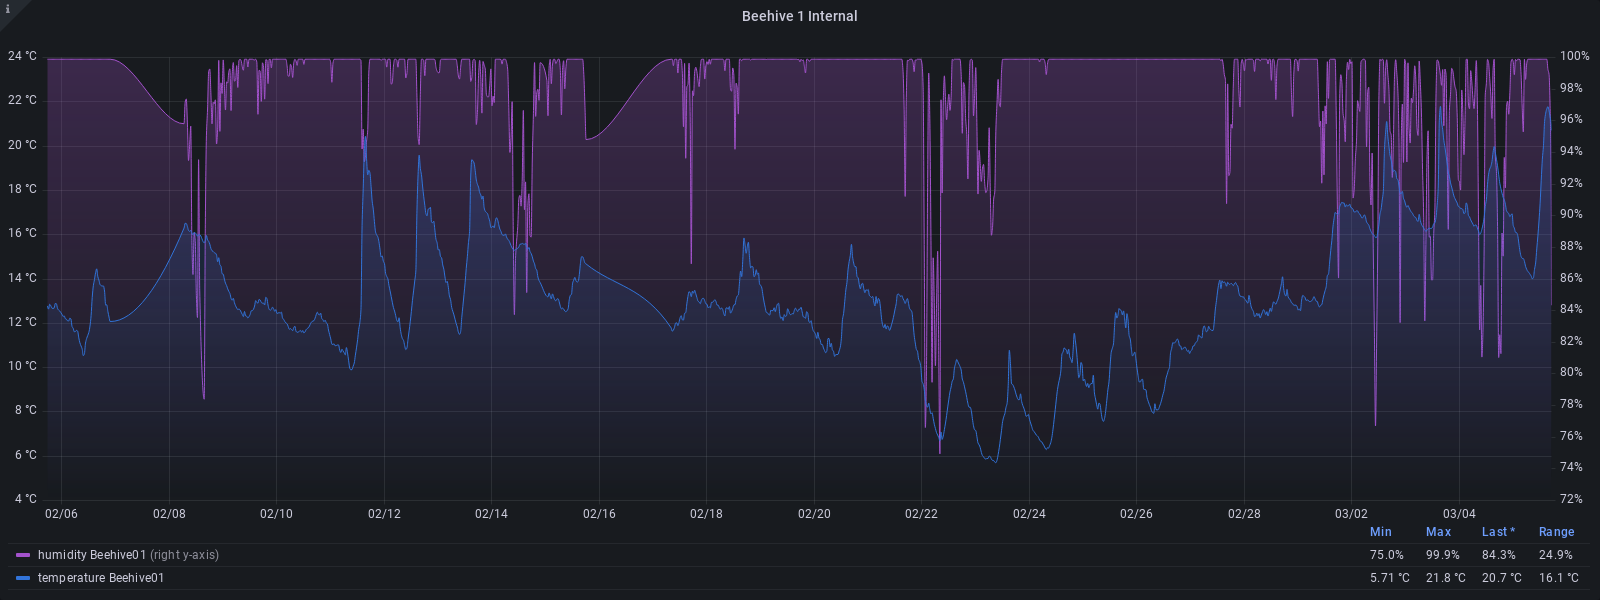 i
Beehive 1 Internal
24 °C 100%
98%
22 °C
96%
20 °C
94%
18 °C 92%
90%
16 °C
88%
14 °C 86%
84%
12 °C
82%
10 °C
80%
8 °C 78%
76%
6 °C
74%
4 °C 72%
02/06 02/08 02/10 02/12 02/14 02/16 02/18 02/20 02/22 02/24 02/26 02/28 03/02 03/04
Min Max Last * Range
humidity Beehive01 (right y-axis) 75.0% 99.9% 84.3% 24.9%
temperature Beehive01 5.71 °C 21.8 °C 20.7 °C 16.1 °C